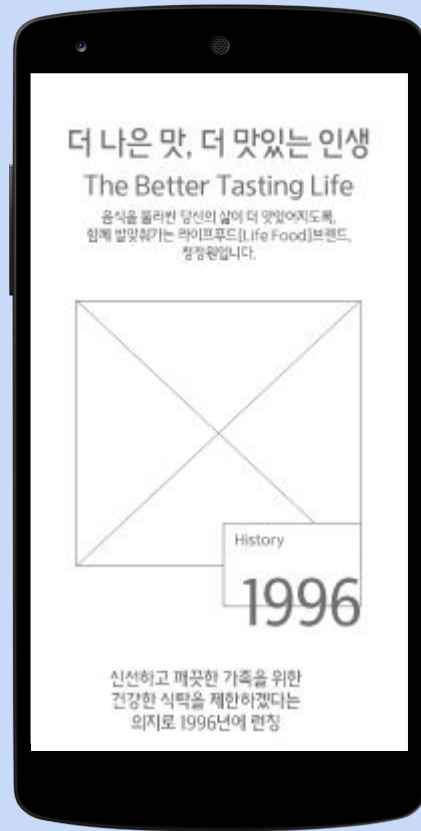 더 나은 맛, 더 맛있는 인생
The Better Tasting Life
음식을 둘러싼 당신의 삶이 더 맛있어지도록,
함께 발맞춰가는 라이프푸드[Life Food]브랜드,
청정원입니다.
History
1996
신선하고 깨끗한 가족을 위한
건강한 식탁을 제한하겠다는
의지로 1996년에 런칭